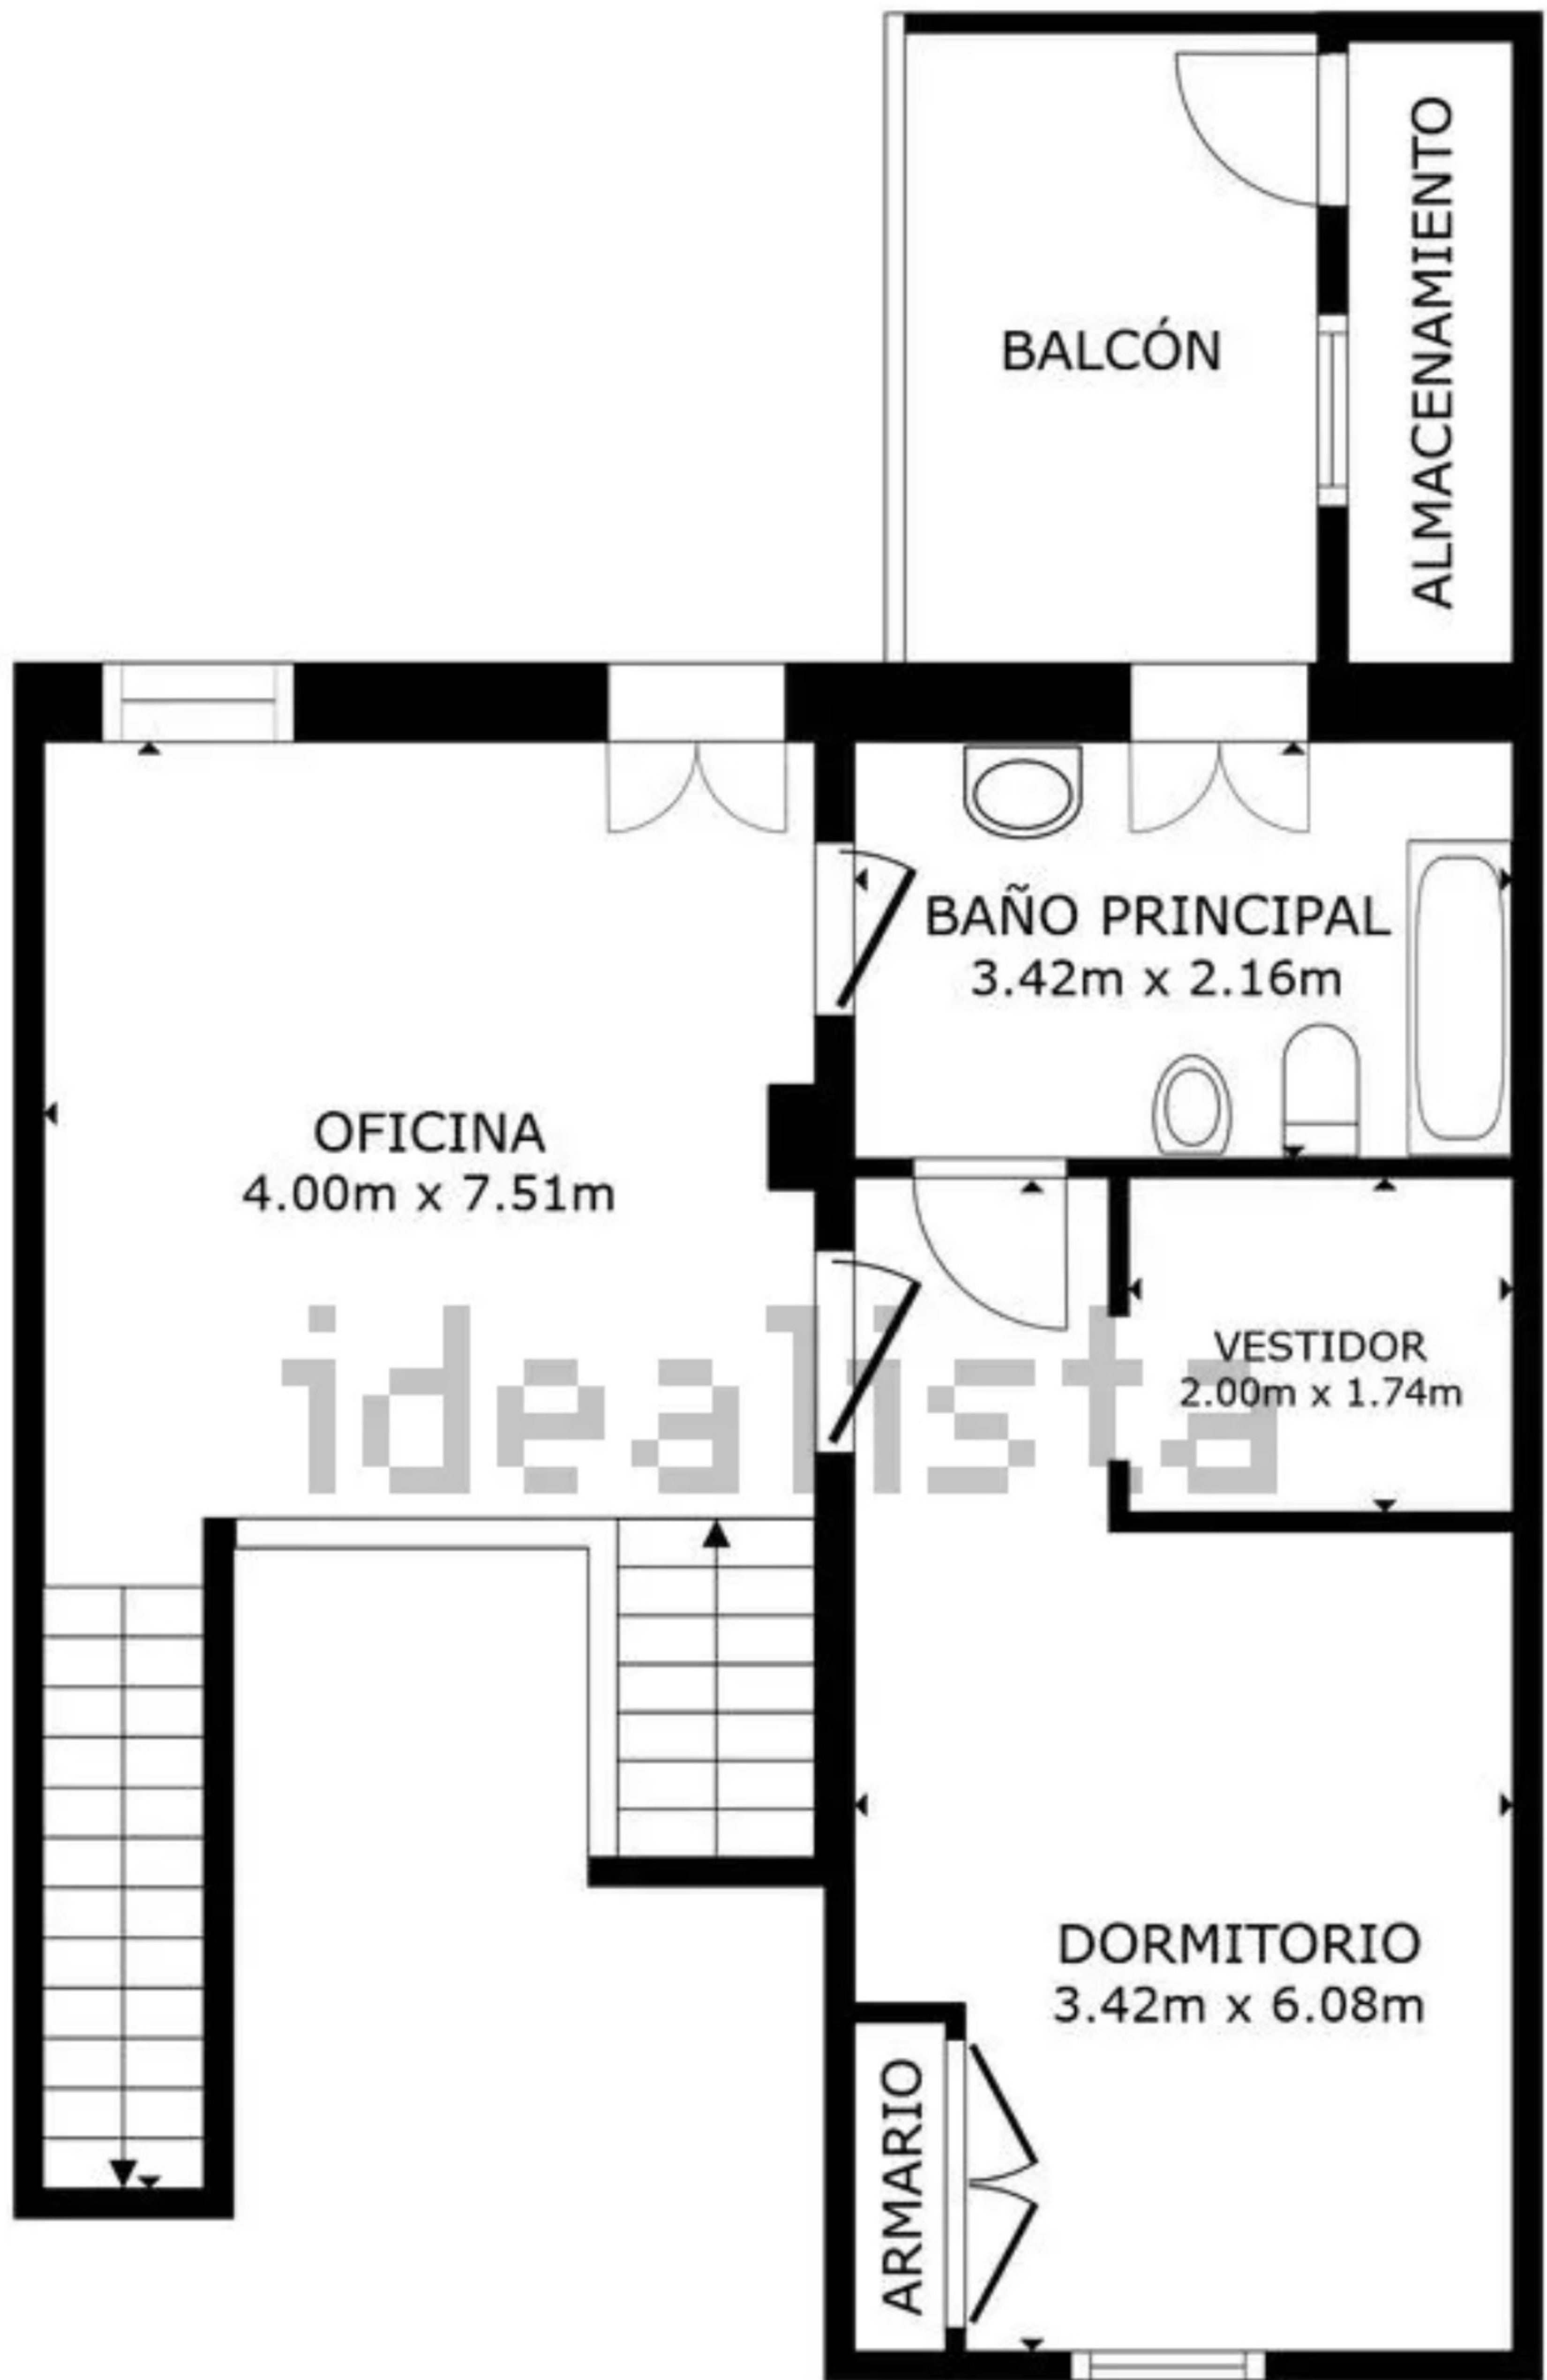 BALCÓN
ALMACENAMIENTO
BAÑO PRINCIPAL
3.42m x 2.16m
OFICINA
4.00m x 7.51m
VESTIDOR
2.00m x 1.74m
idealista
DORMITORIO
3.42m x 6.08m
ARMARIO